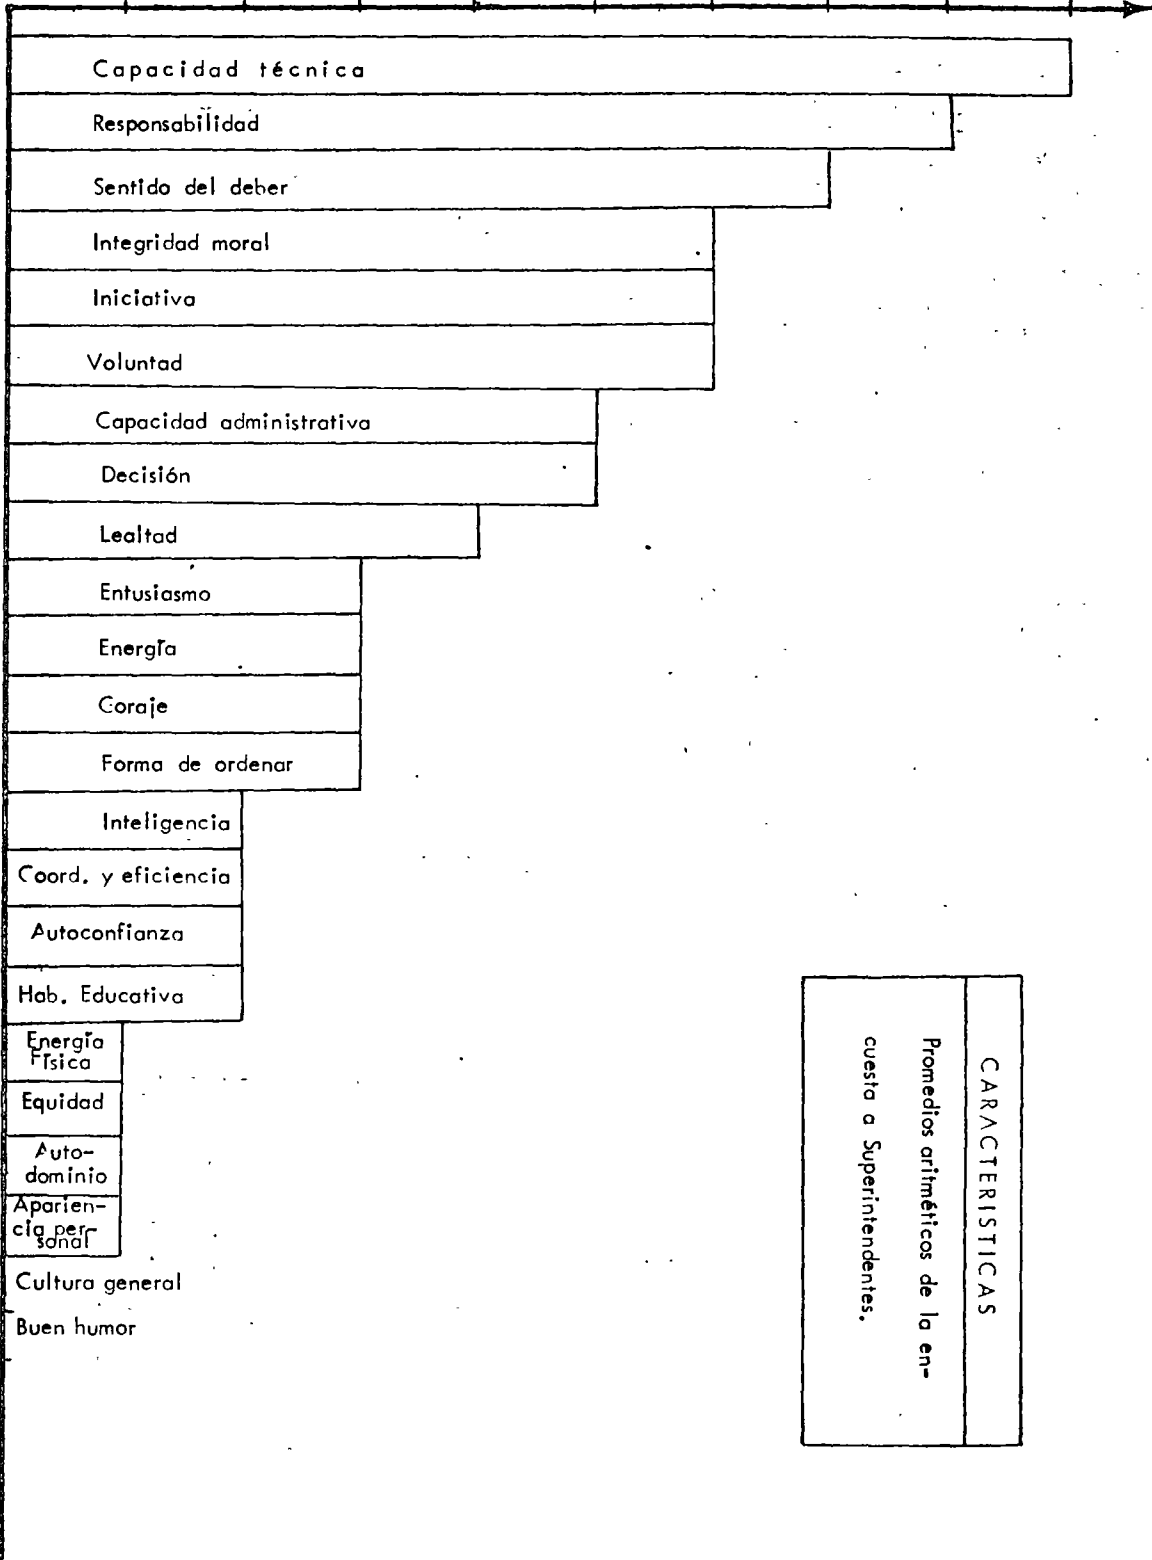 Capacidad técnica
Responsabilidad
Sentido del deber
Integridad moral
Iniciativa
Voluntad
Capacidad administrativa
Decisión
Lealtad
Entusiasmo
Energía
Coraje
Forma de ordenar
Inteligencia
Coord. y eficiencia
Autoconfianza
Hab. Educativa
Energía
Física
Equidad
Auto-
dominio
Aparien-
cia per-
sonal
Cultura general
Buen humor
CARACTERISTICAS
Promedios aritméticos de la en-
cuesta a Superintendentes.